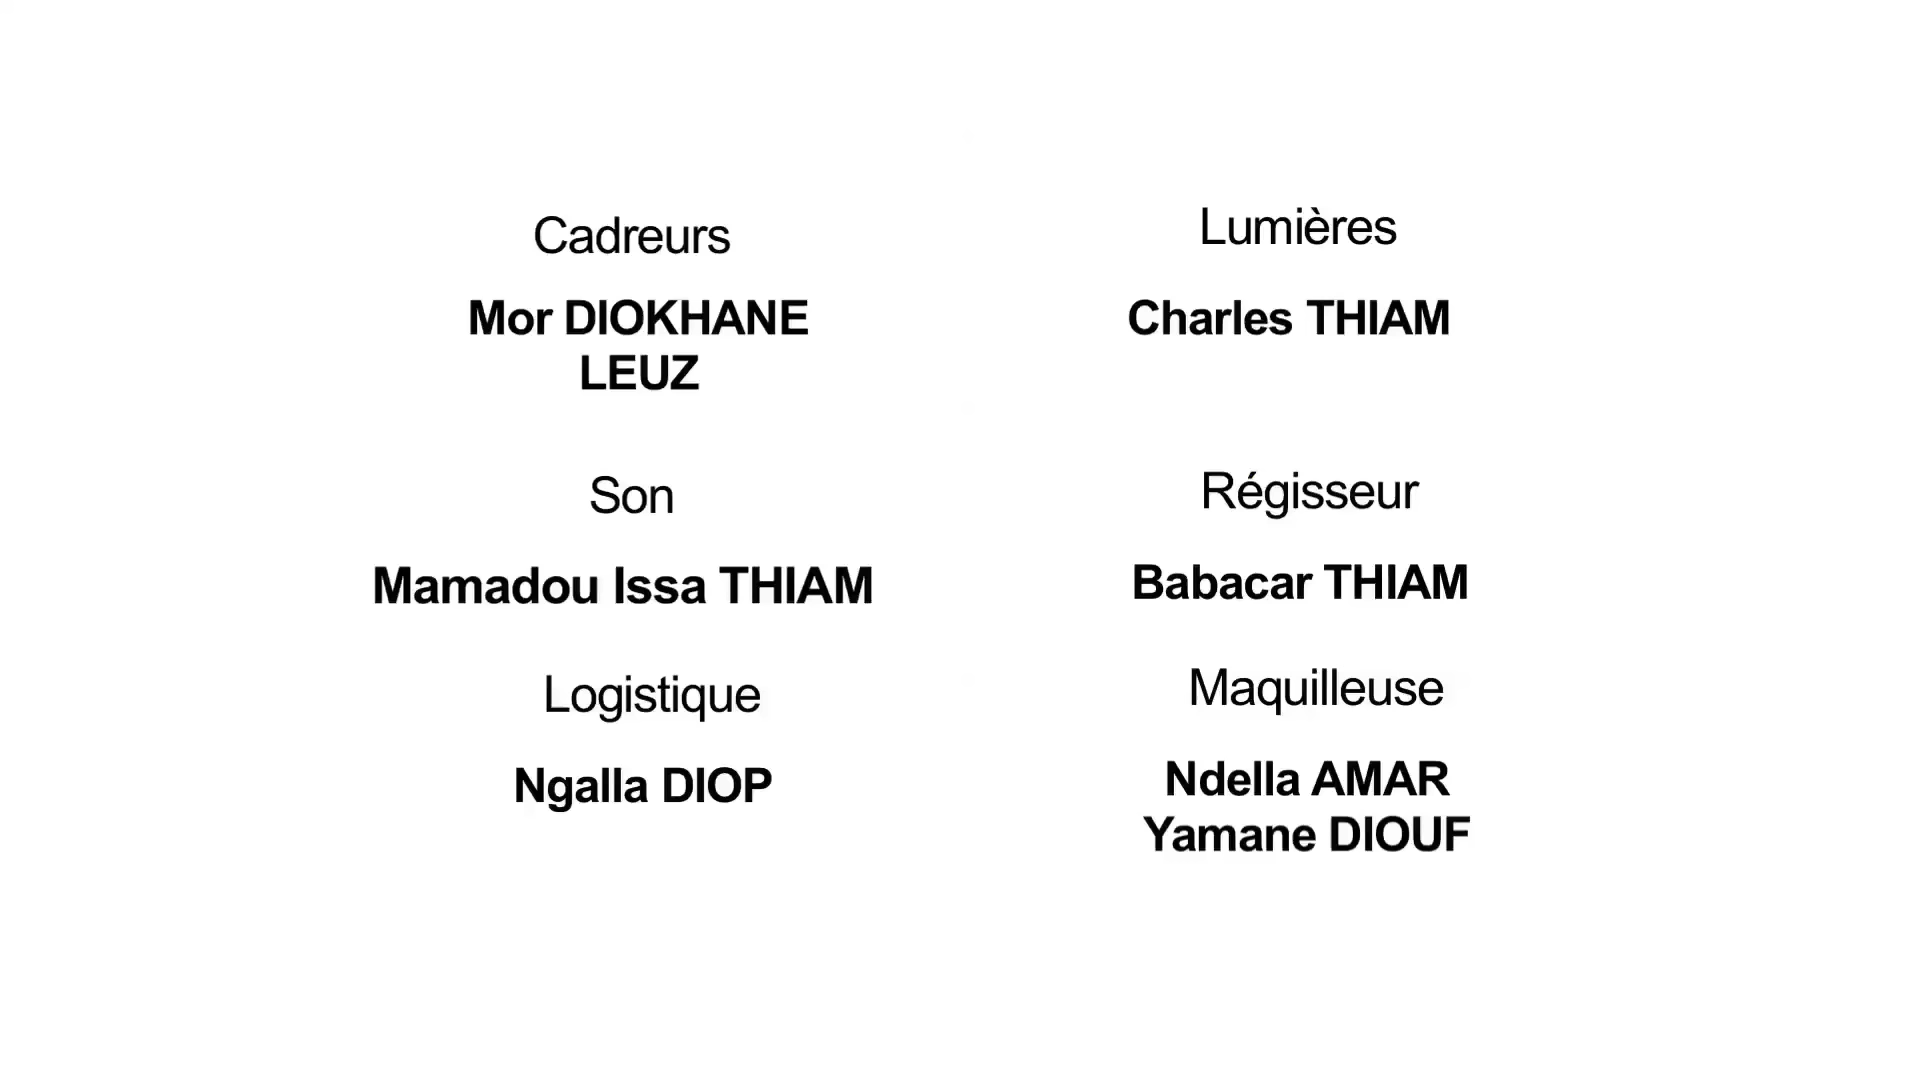 Cadreurs
Mor DIOKHANE
LEUZ
Lumières
Charles THIAM
Son
Mamadou Issa THIAM
Régisseur
Babacar THIAM
Logistique
Ngalla DIOP
Maquilleuse
Ndella AMAR
Yamane DIOUF